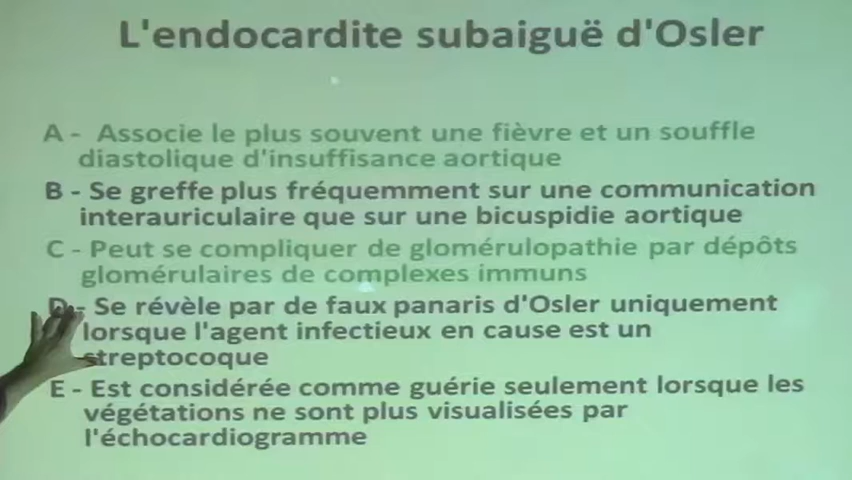 L'endocardite subaiguë d'Osler
A - Associe le plus souvent une fièvre et un souffle
diastolique d'insuffisance aortique
B - Se greffe plus fréquemment sur une communication
interauriculaire que sur une bicuspidie aortique
C - Peut se compliquer de glomérulopathie par dépôts
glomérulaires de complexes immuns
D - Se révèle par de faux panaris d'Osler uniquement
lorsque l'agent infectieux en cause est un
streptocoque
E - Est considérée comme guérie seulement lorsque les
végétations ne sont plus visualisées par
l'échocardiogramme